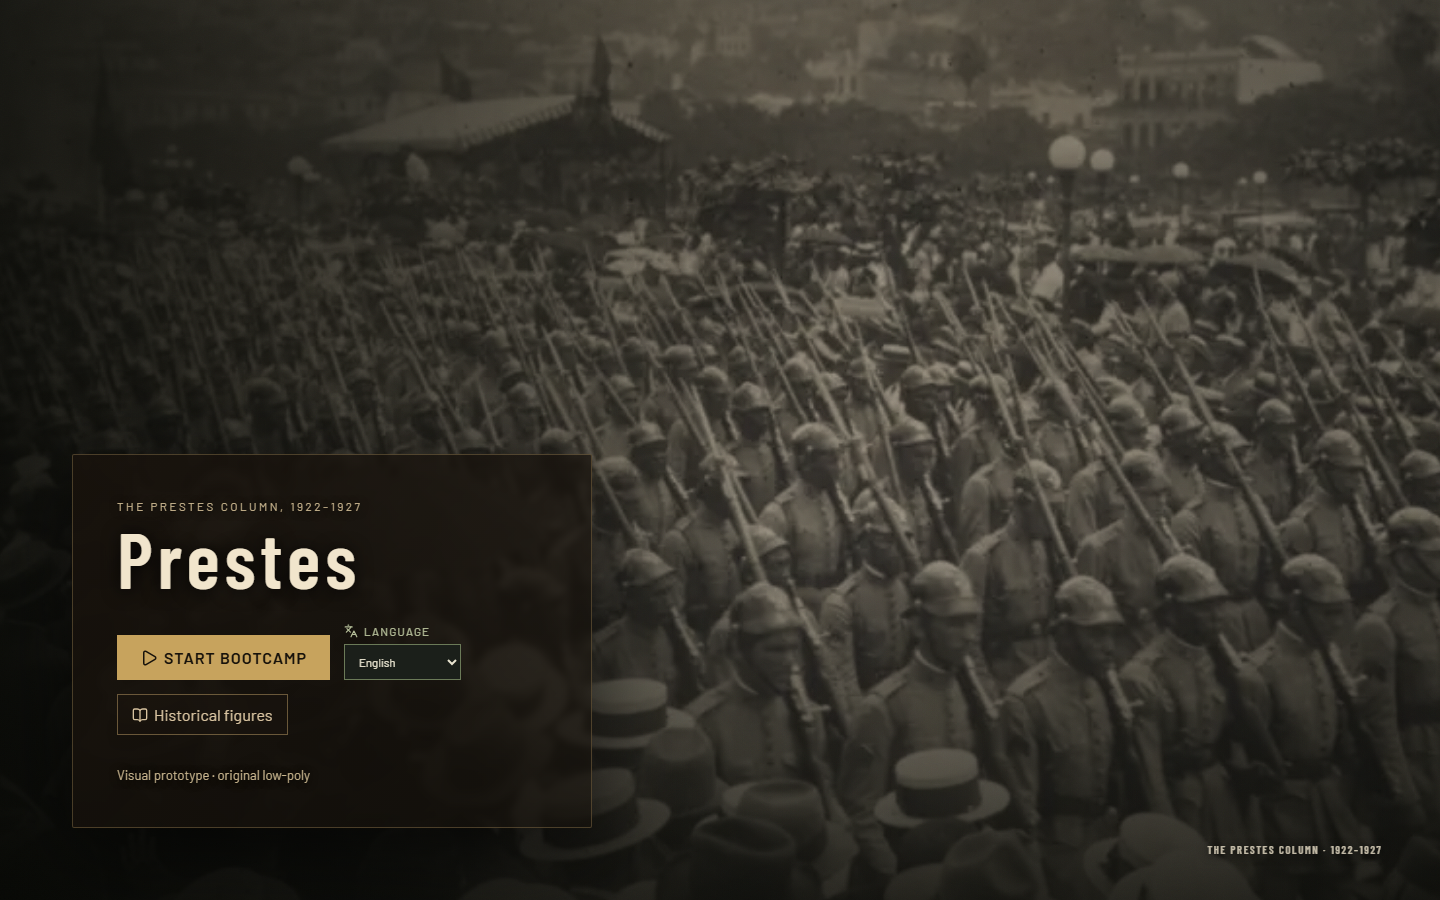 THE PRESTES COLUMN, 1922–1927
Prestes
START BOOTCAMP
LANGUAGE
English
Historical figures
Visual prototype · original low-poly
THE PRESTES COLUMN · 1922–1927